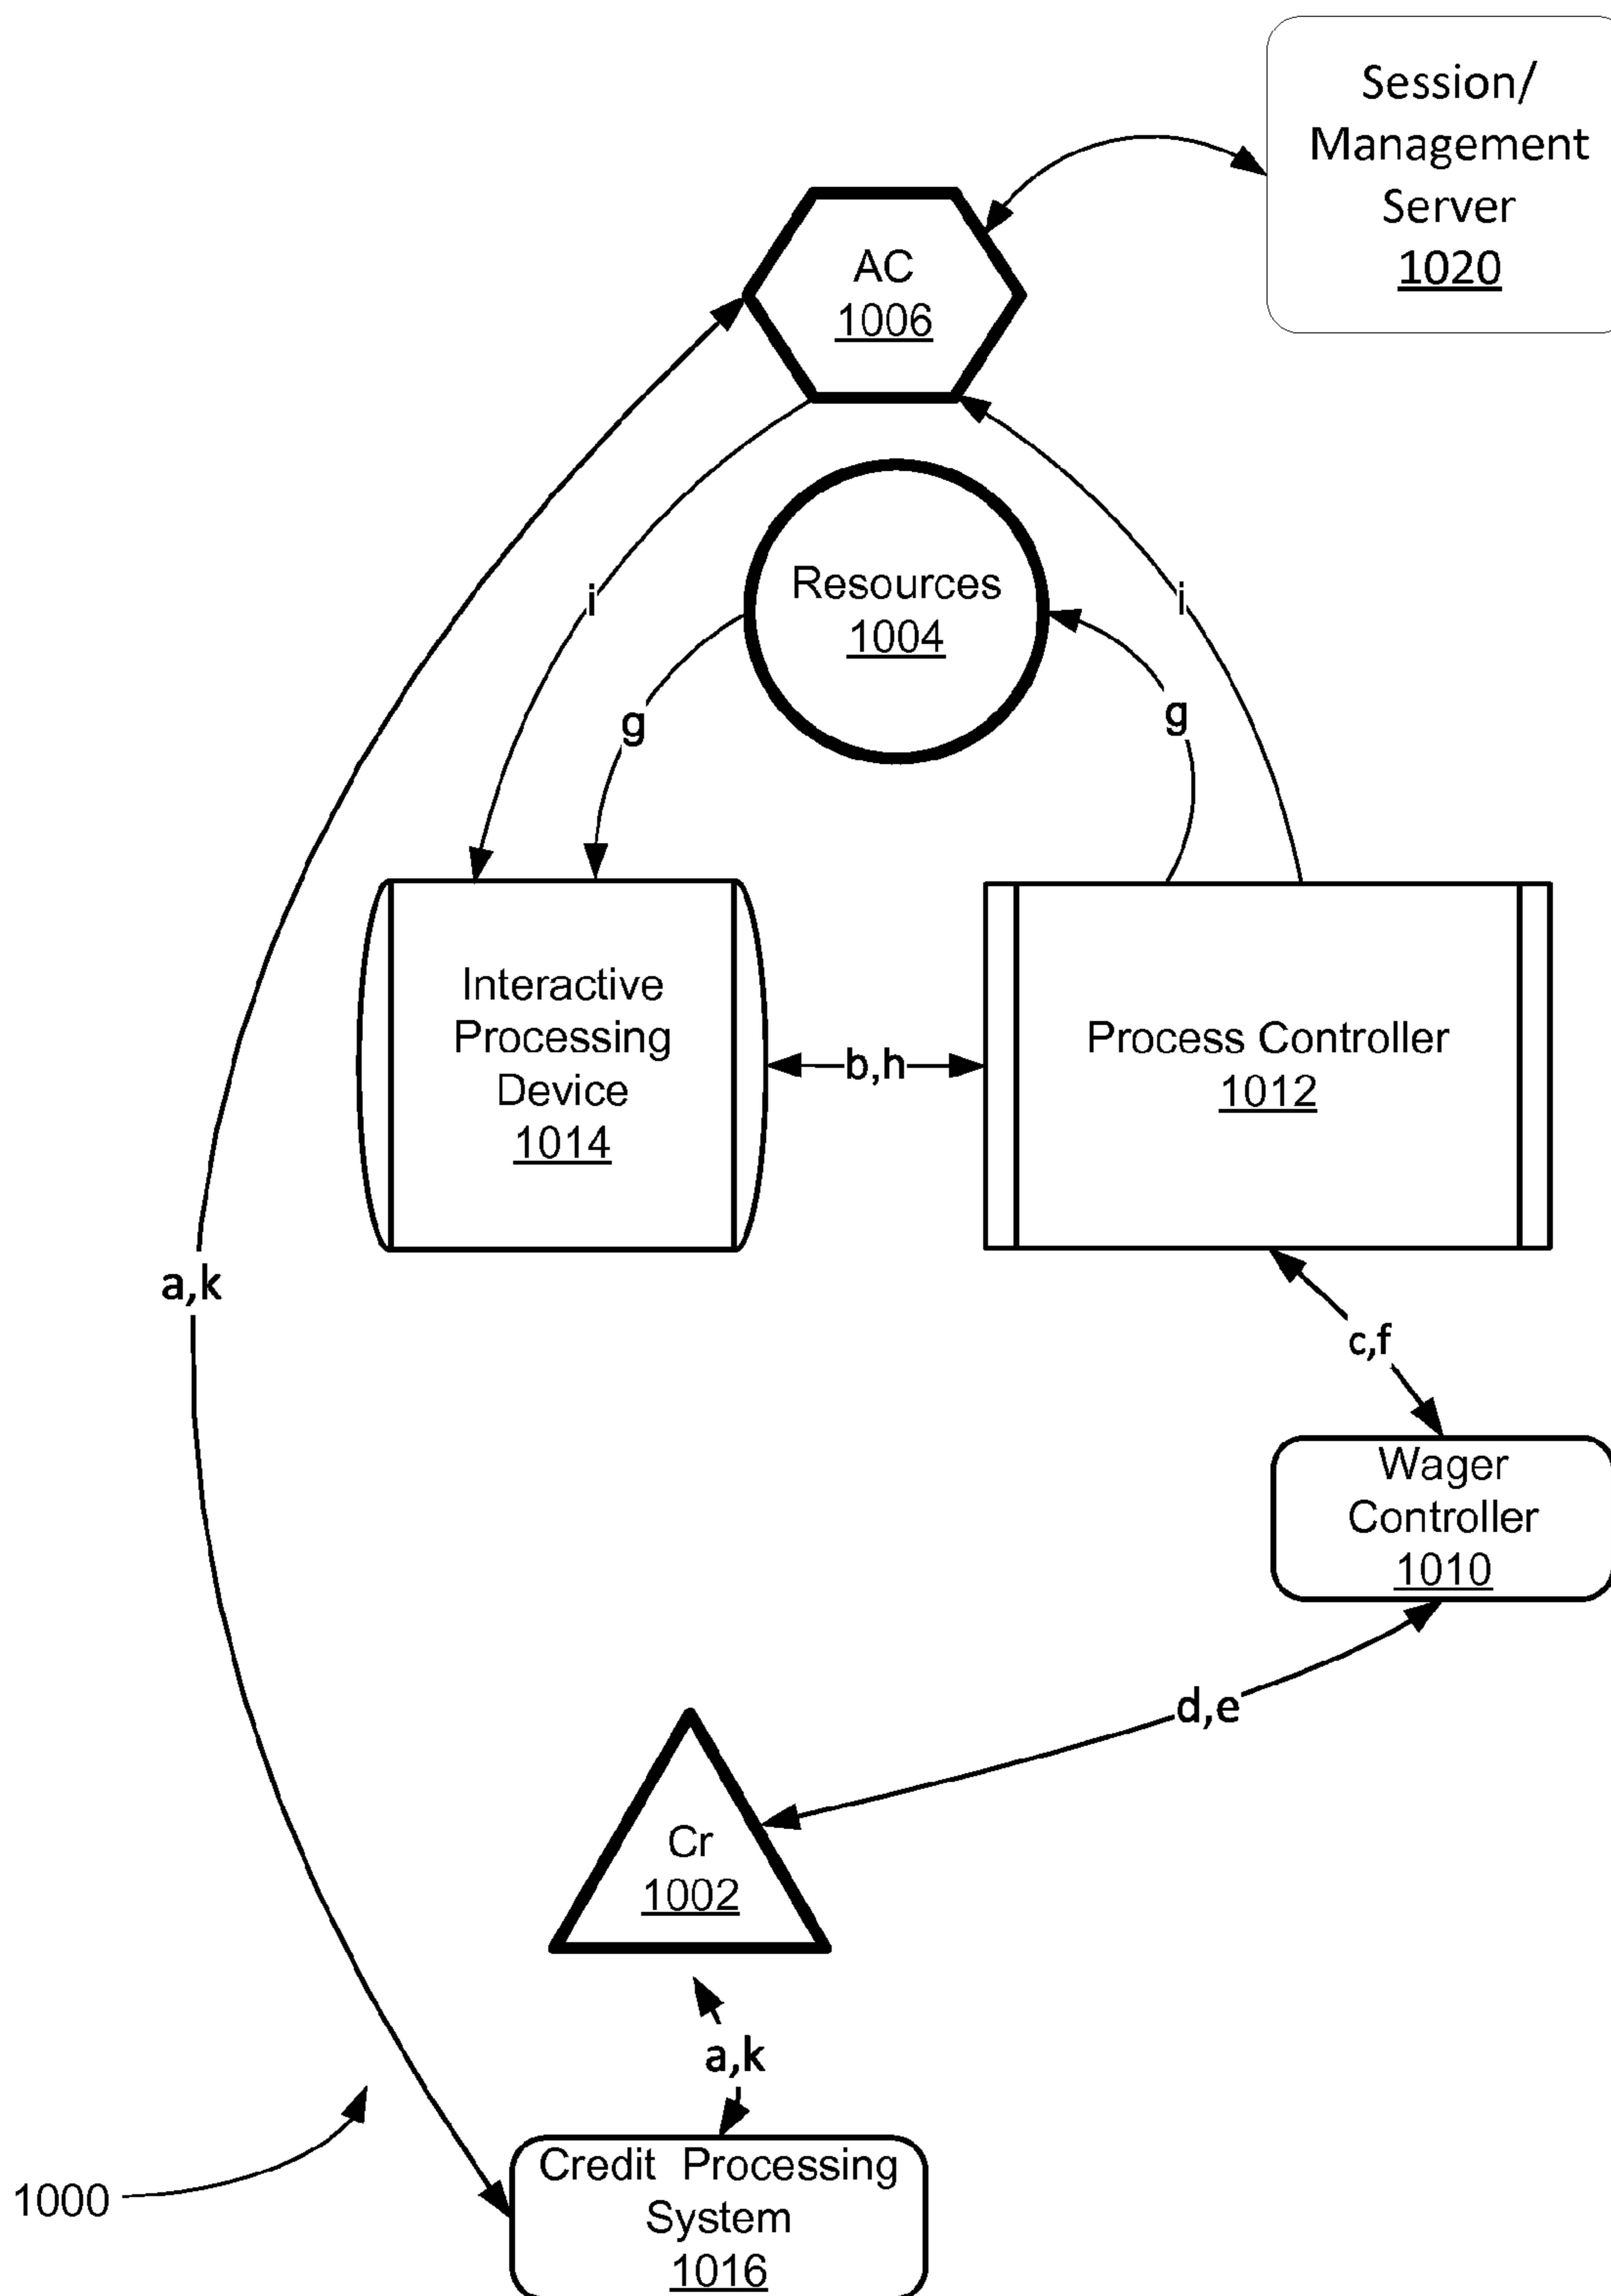 Session/
Management
Server
1020
AC
1006
Resources
1004
i
i
g
g
Interactive
Processing
Device
1014
b,h
Process Controller
1012
a,k
c,f
Wager
Controller
1010
d,e
Cr
1002
a,k
Credit Processing
System
1016
1000